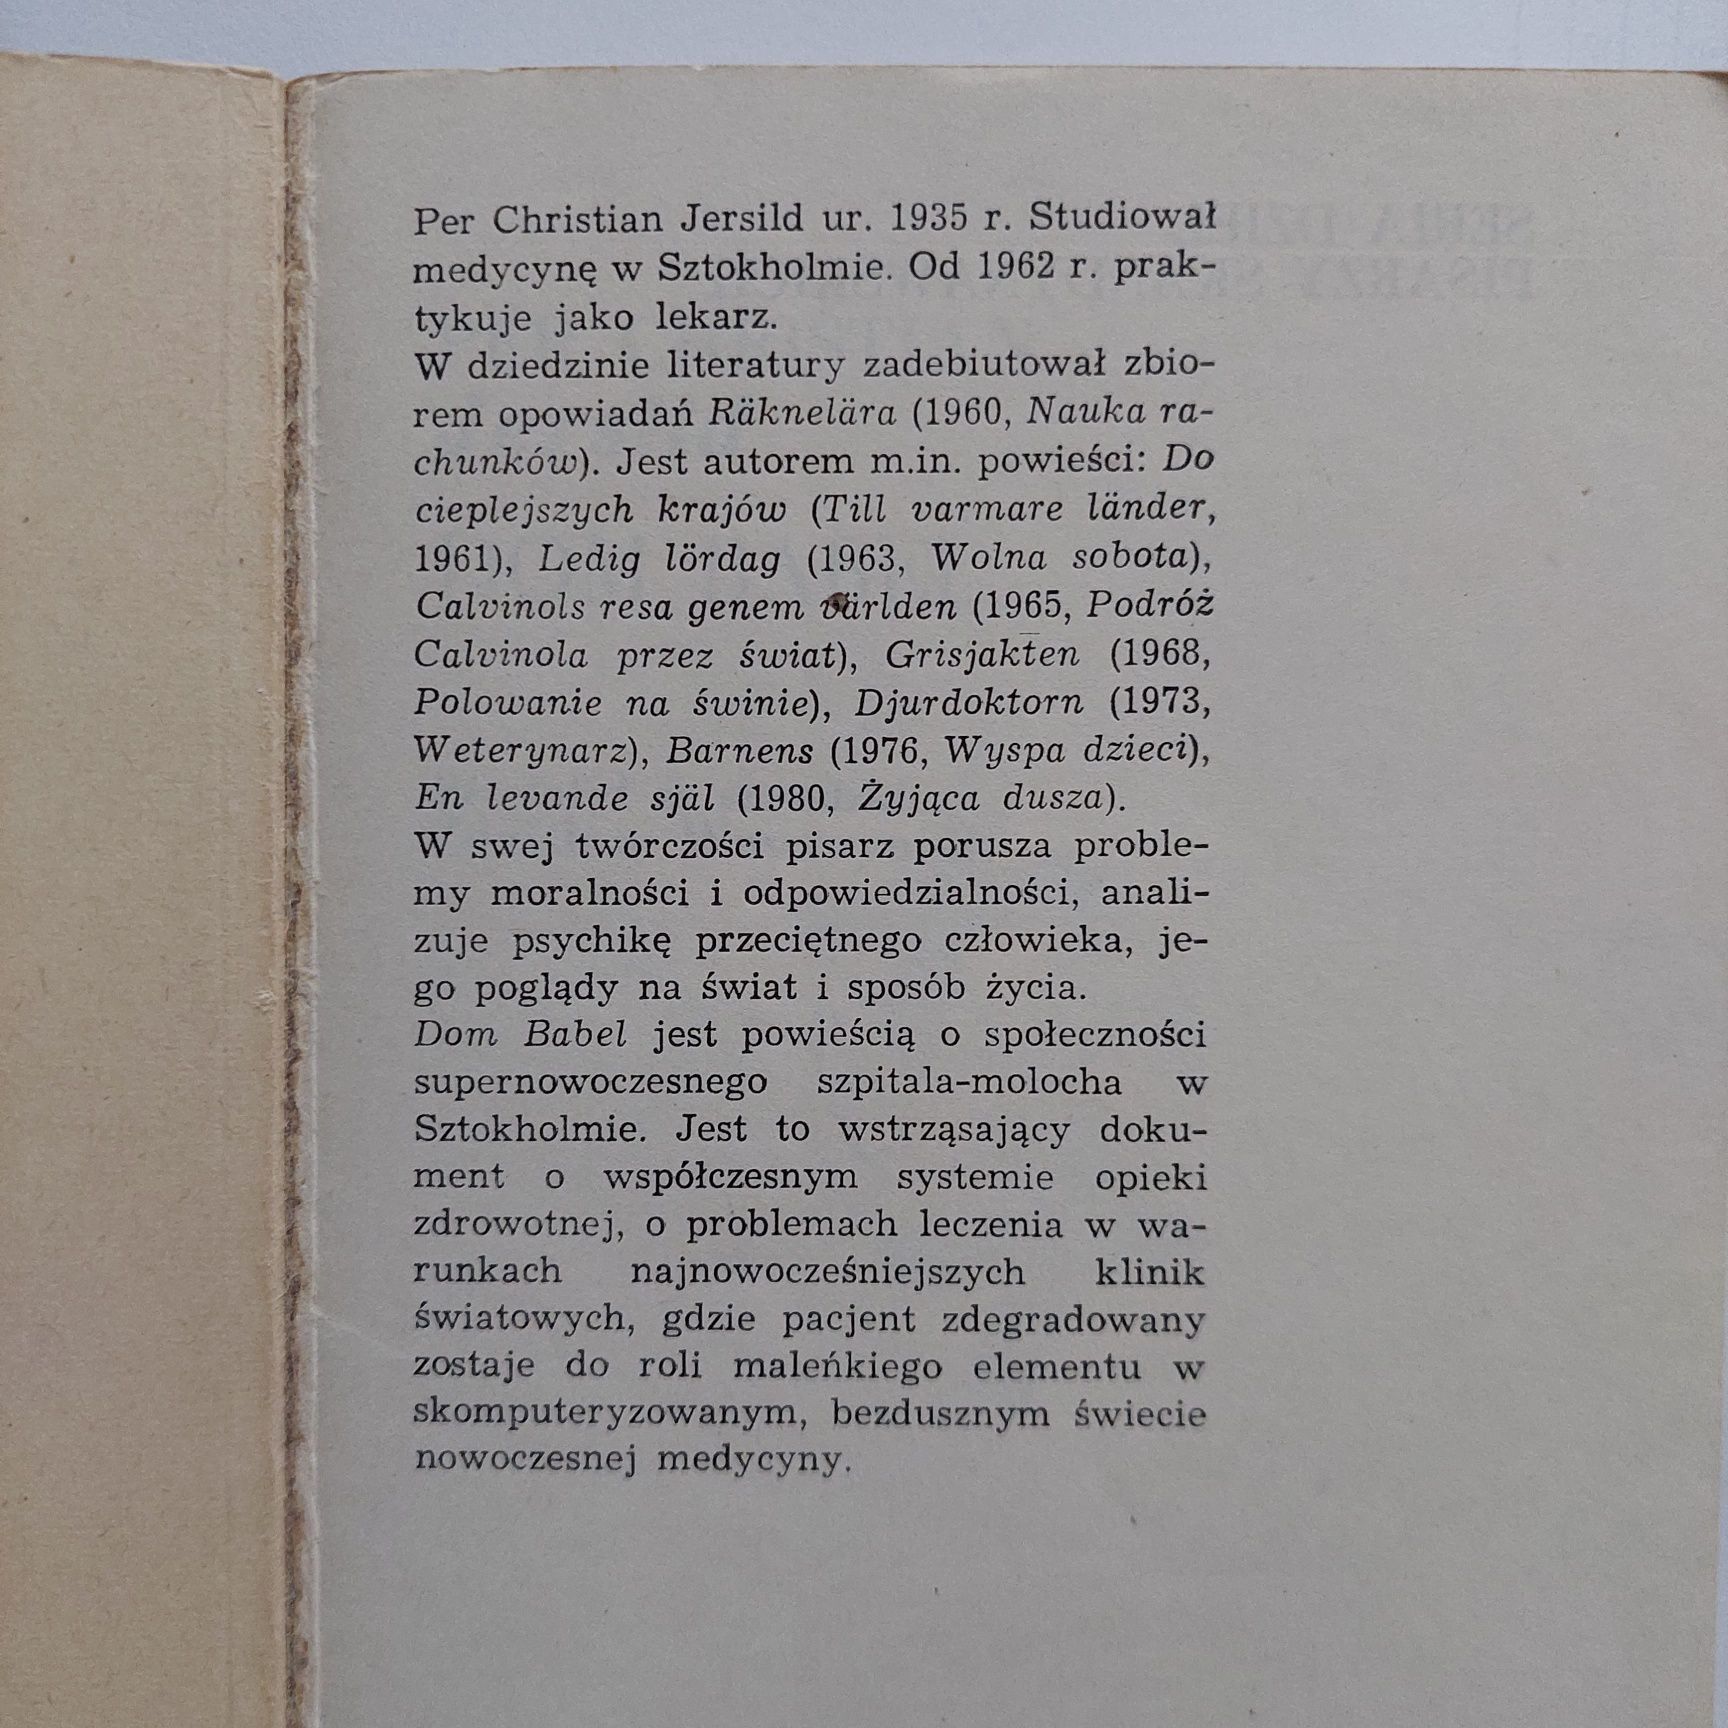 Per Christian Jersild ur. 1935 r. Studiował
medycynę w Sztokholmie. Od 1962 r. prak-
tykuje jako lekarz.
W dziedzinie literatury zadebiutował zbio-
rem opowiadań Räknelära (1960, Nauka ra-
chunków). Jest autorem m.in. powieści: Do
cieplejszych krajów (Till varmare länder,
1961), Ledig lördag (1963, Wolna sobota),
Calvinols resa genem världen (1965, Podróż
Calvinola przez świat), Grisjakten (1968,
Polowanie na świnie), Djurdoktorn (1973,
Weterynarz), Barnens (1976, Wyspa dzieci),
En levande själ (1980, Żyjąca dusza).
W swej twórczości pisarz porusza proble-
my moralności i odpowiedzialności, anali-
zuje psychikę przeciętnego człowieka, je-
go poglądy na świat i sposób życia.
Dom Babel jest powieścią o społeczności
supernowoczesnego szpitala-molocha w
Sztokholmie. Jest to wstrząsający doku-
ment o współczesnym systemie opieki
zdrowotnej, o problemach leczenia w wa-
runkach najnowocześniejszych klinik
światowych, gdzie pacjent zdegradowany
zostaje do roli maleńkiego elementu w
skomputeryzowanym, bezdusznym świecie
nowoczesnej medycyny.